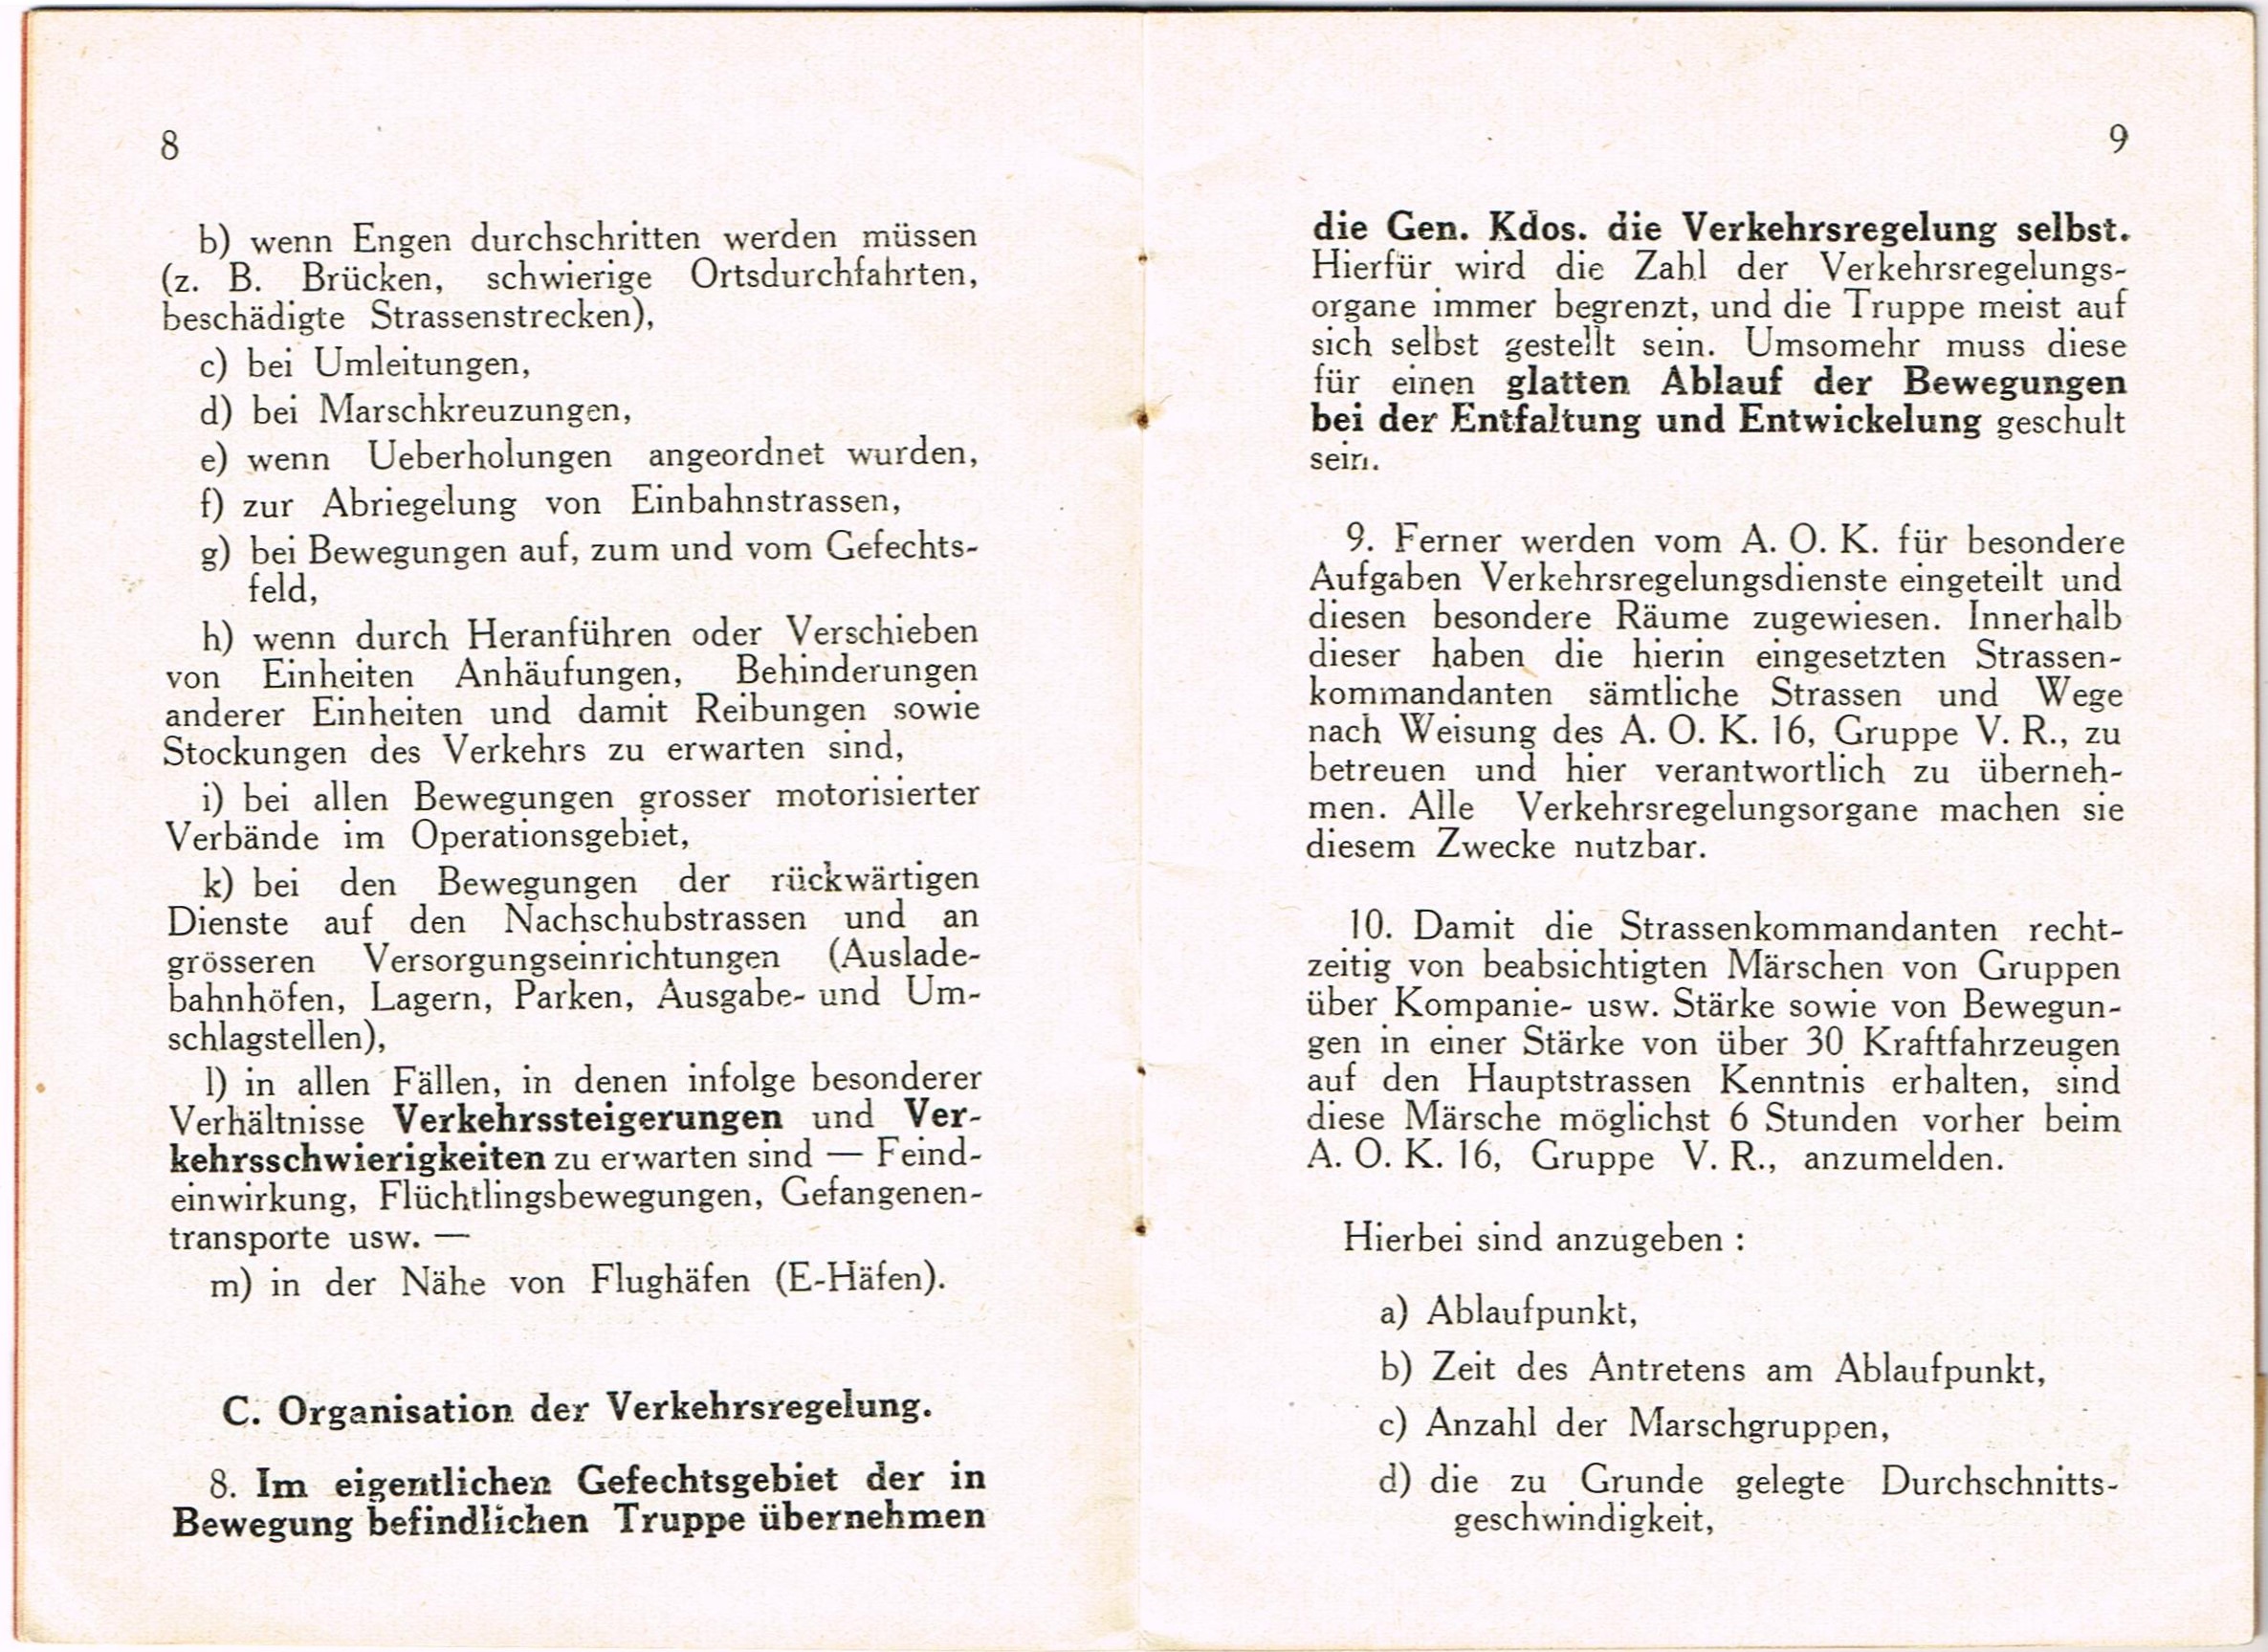 8
b) wenn Engen durchschritten werden müssen
(z. B. Brücken, schwierige Ortsdurchfahrten,
beschädigte Strassenstrecken),
c) bei Umleitungen,
d) bei Marschkreuzungen,
e) wenn Ueberholungen angeordnet wurden,
f) zur Abriegelung von Einbahnstrassen,
g) bei Bewegungen auf, zum und vom Gefechts-
feld,
h) wenn durch Heranführen oder Verschieben
von Einheiten Anhäufungen, Behinderungen
anderer Einheiten und damit Reibungen sowie
Stockungen des Verkehrs zu erwarten sind,
i) bei allen Bewegungen grosser motorisierter
Verbände im Operationsgebiet,
k) bei den Bewegungen der rückwärtigen
Dienste auf den Nachschubstrassen und an
grösseren Versorgungseinrichtungen (Auslade-
bahnhöfen, Lagern, Parken, Ausgabe- und Um-
schlagstellen),
l) in allen Fällen, in denen infolge besonderer
Verhältnisse Verkehrssteigerungen und Ver-
kehrsschwierigkeiten zu erwarten sind — Feind-
einwirkung, Flüchtlingsbewegungen, Gefangenen-
transporte usw. —
m) in der Nähe von Flughäfen (E-Häfen).
C. Organisation der Verkehrsregelung.
8. Im eigentlichen Gefechtsgebiet der in
Bewegung befindlichen Truppe übernehmen
9
die Gen. Kdos. die Verkehrsregelung selbst.
Hierfür wird die Zahl der Verkehrsregelungs-
organe immer begrenzt, und die Truppe meist auf
sich selbst gestellt sein. Umsomehr muss diese
für einen glatten Ablauf der Bewegungen
bei der Entfaltung und Entwickelung geschult
sein.
9. Ferner werden vom A. O. K. für besondere
Aufgaben Verkehrsregelungsdienste eingeteilt und
diesen besondere Räume zugewiesen. Innerhalb
dieser haben die hierin eingesetzten Strassen-
kommandanten sämtliche Strassen und Wege
nach Weisung des A. O. K. 16, Gruppe V. R., zu
betreuen und hier verantwortlich zu überneh-
men. Alle Verkehrsregelungsorgane machen sie
diesem Zwecke nutzbar.
10. Damit die Strassenkommandanten recht-
zeitig von beabsichtigten Märschen von Gruppen
über Kompanie- usw. Stärke sowie von Bewegun-
gen in einer Stärke von über 30 Kraftfahrzeugen
auf den Hauptstrassen Kenntnis erhalten, sind
diese Märsche möglichst 6 Stunden vorher beim
A. O. K. 16, Gruppe V. R., anzumelden.
Hierbei sind anzugeben :
a) Ablaufpunkt,
b) Zeit des Antretens am Ablaufpunkt,
c) Anzahl der Marschgruppen,
d) die zu Grunde gelegte Durchschnitts-
geschwindigkeit,